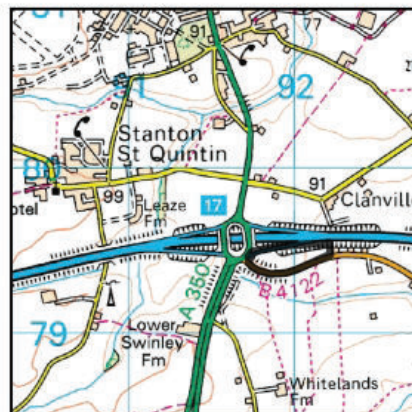 91
77
92
91
Stanton
St Quintin
80
99
91
otel
Leaze
Fm
17
Clanville
A 350
B 4122
79
Lower
Swinley
Fm
Whitelands
Fm